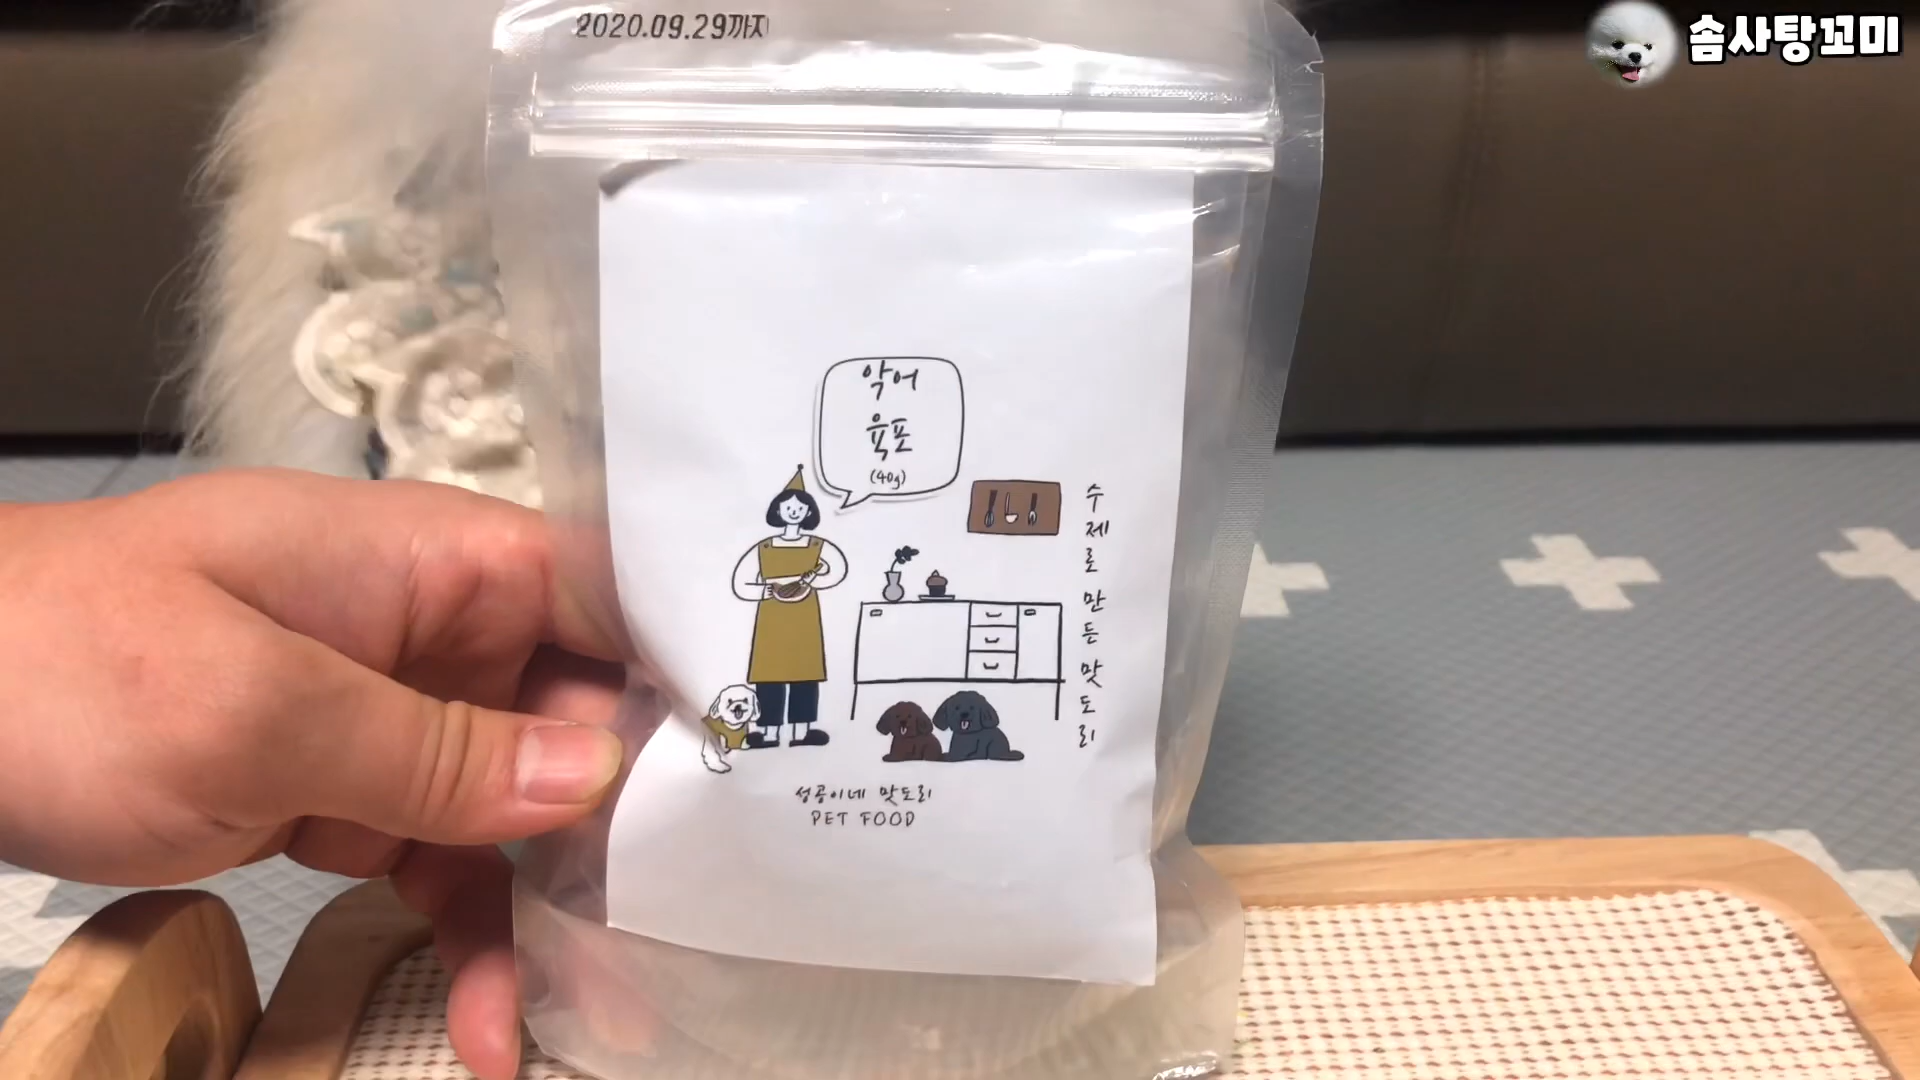 2020.09.29까지
솜사탕꼬미
악어
육포
(40g)
수제로 만든 맛도리
성공이네 맛도리
PET FOOD